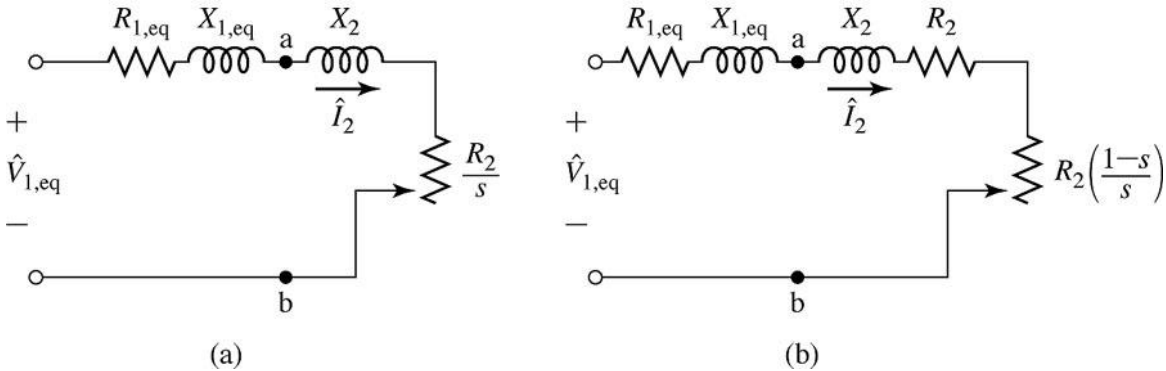 R₁,eq X₁,eq a X₂
Î₂
+
V̂₁,eq
−
R₂/s
b
(a)
R₁,eq X₁,eq a X₂ R₂
Î₂
+
V̂₁,eq
−
R₂(1−s/s)
b
(b)